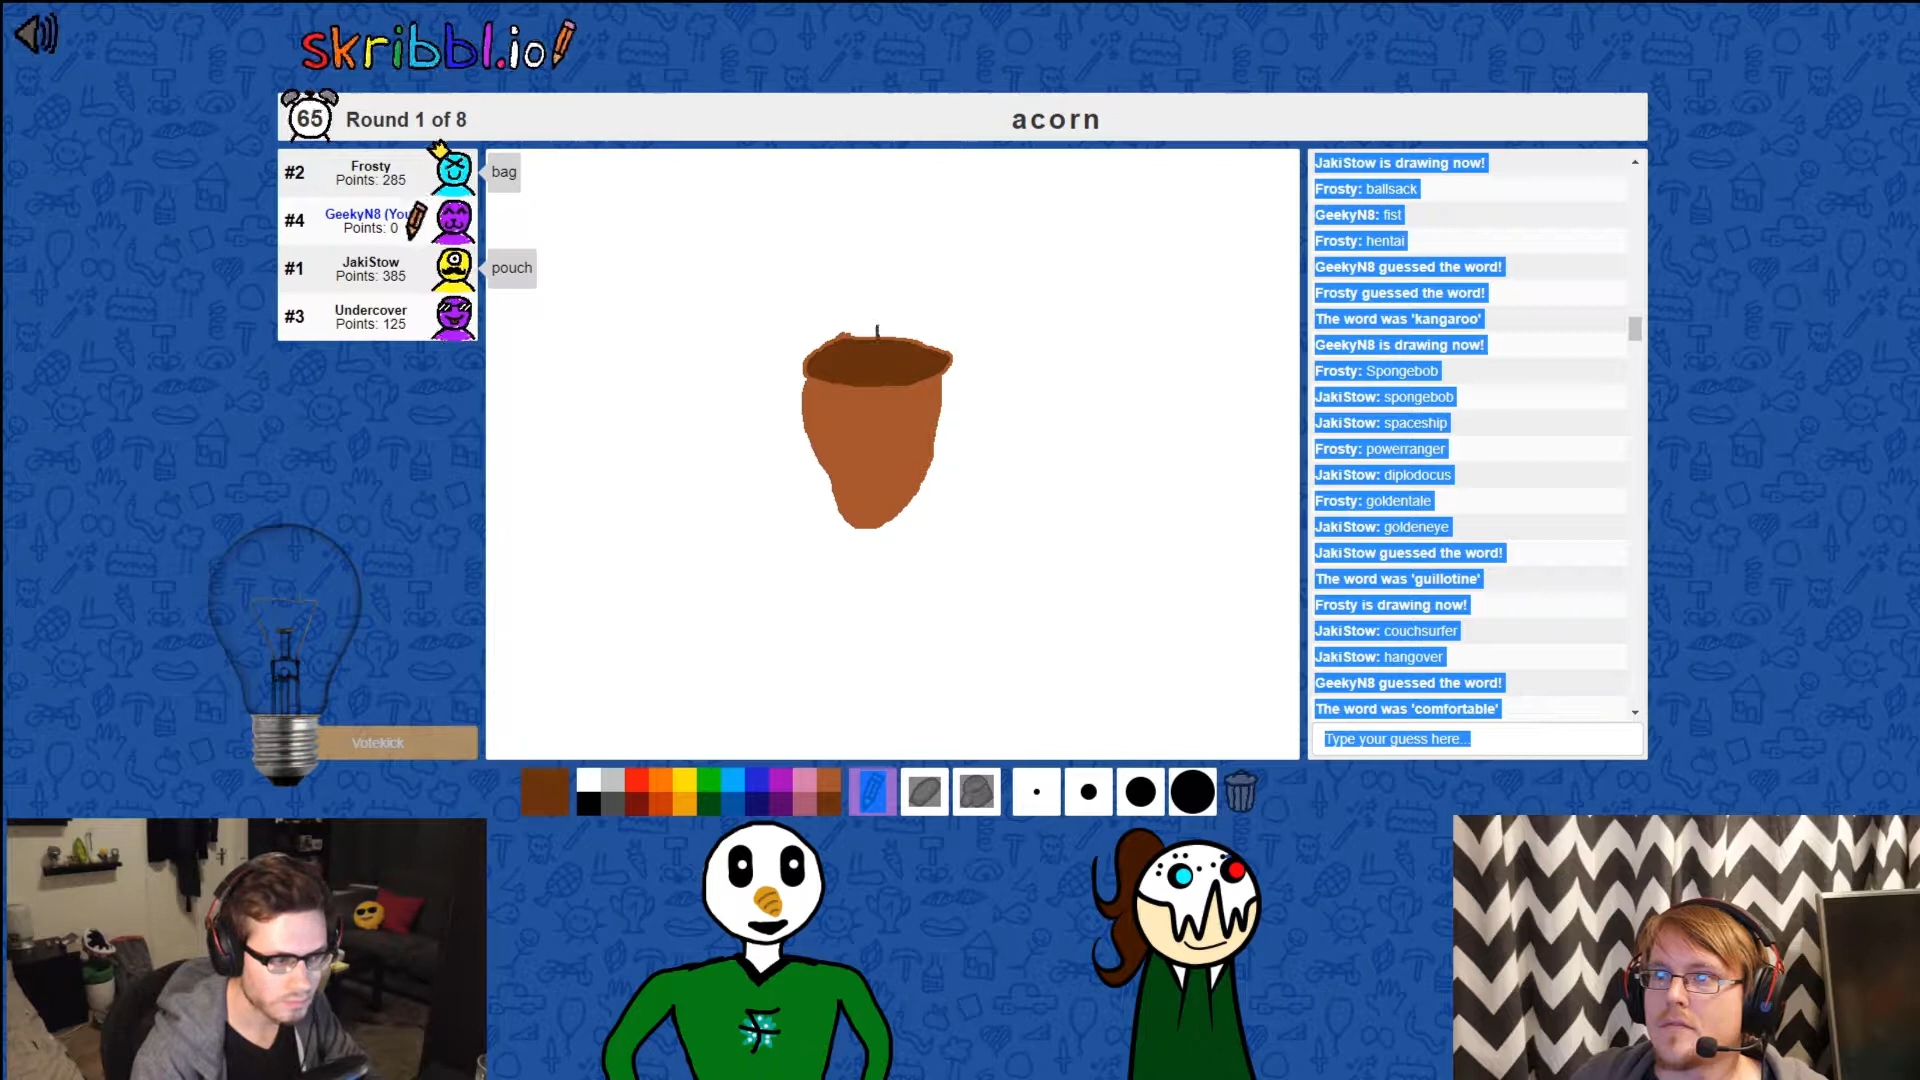 skribbl.io!
65
Round 1 of 8
acorn
#2
Frosty
Points: 285
bag
#4
GeekyN8 (You
Points: 0
#1
JakiStow
Points: 385
pouch
#3
Undercover
Points: 125
Votekick
JakiStow is drawing now!
Frosty: ballsack
GeekyN8: fist
Frosty: hentai
GeekyN8 guessed the word!
Frosty guessed the word!
The word was 'kangaroo'
GeekyN8 is drawing now!
Frosty: Spongebob
JakiStow: spongebob
JakiStow: spaceship
Frosty: powerranger
JakiStow: diplodocus
Frosty: goldentale
JakiStow: goldeneye
JakiStow guessed the word!
The word was 'guillotine'
Frosty is drawing now!
JakiStow: couchsurfer
JakiStow: hangover
GeekyN8 guessed the word!
The word was 'comfortable'
Type your guess here...